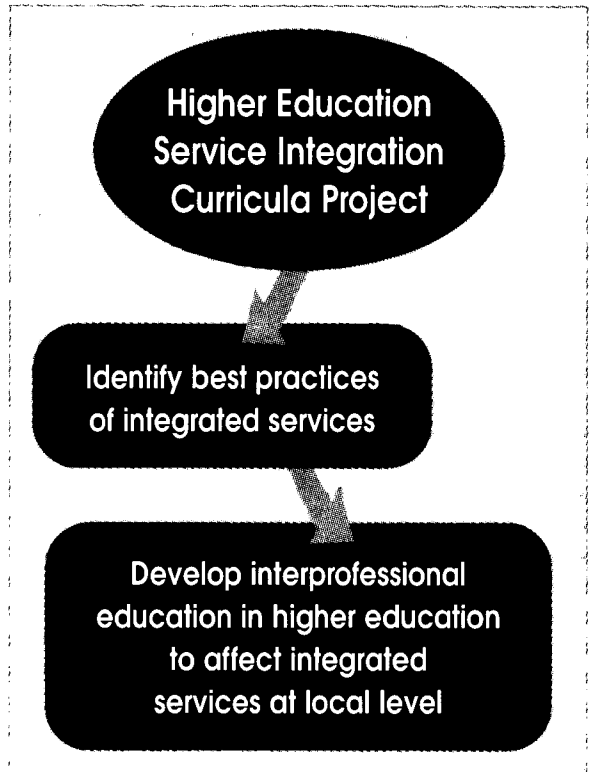 Higher Education
Service Integration
Curricula Project
Identify best practices
of integrated services
Develop interprofessional
education in higher education
to affect integrated
services at local level